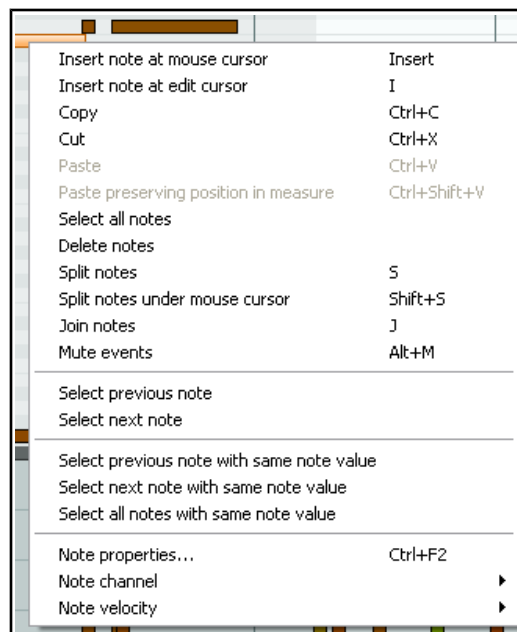 Insert note at mouse cursor Insert
Insert note at edit cursor I
Copy Ctrl+C
Cut Ctrl+X
Paste Ctrl+V
Paste preserving position in measure Ctrl+Shift+V
Select all notes
Delete notes
Split notes S
Split notes under mouse cursor Shift+S
Join notes J
Mute events Alt+M
Select previous note
Select next note
Select previous note with same note value
Select next note with same note value
Select all notes with same note value
Note properties... Ctrl+F2
Note channel
Note velocity